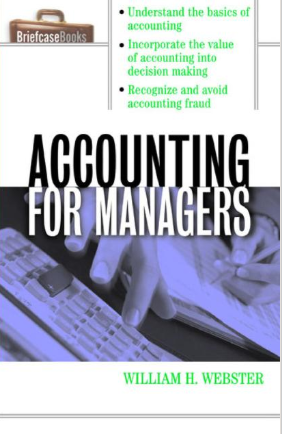 BriefcaseBooks
• Understand the basics of
accounting
• Incorporate the value
of accounting into
decision making
• Recognize and avoid
accounting fraud
ACCOUNTING
FOR MANAGERS
WILLIAM H. WEBSTER